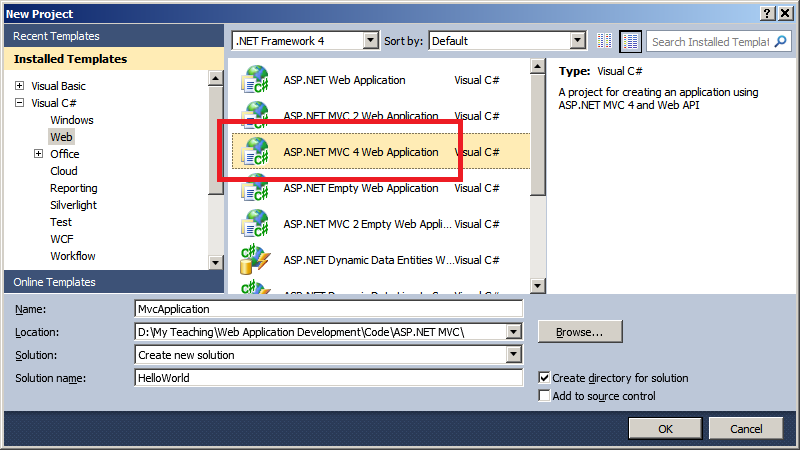 New Project
Recent Templates
Installed Templates
Visual Basic
Visual C#
Windows
Web
Office
Cloud
Reporting
Silverlight
Test
WCF
Workflow
Online Templates
.NET Framework 4
Sort by: Default
Search Installed Templat
ASP.NET Web Application Visual C#
ASP.NET MVC 2 Web Application Visual C#
ASP.NET MVC 4 Web Application Visual C#
ASP.NET Empty Web Application Visual C#
ASP.NET MVC 2 Empty Web Appli... Visual C#
ASP.NET Dynamic Data Entities W... Visual C#
Type: Visual C#
A project for creating an application using
ASP.NET MVC 4 and Web API
Name: MvcApplication
Location: D:\My Teaching\Web Application Development\Code\ASP.NET MVC\
Browse...
Solution: Create new solution
Solution name: HelloWorld
Create directory for solution
Add to source control
OK Cancel